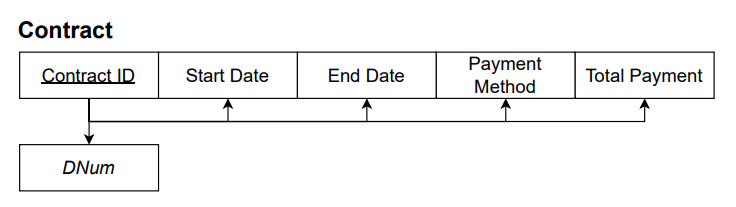 Contract
Contract ID
Start Date
End Date
Payment
Method
Total Payment
DNum